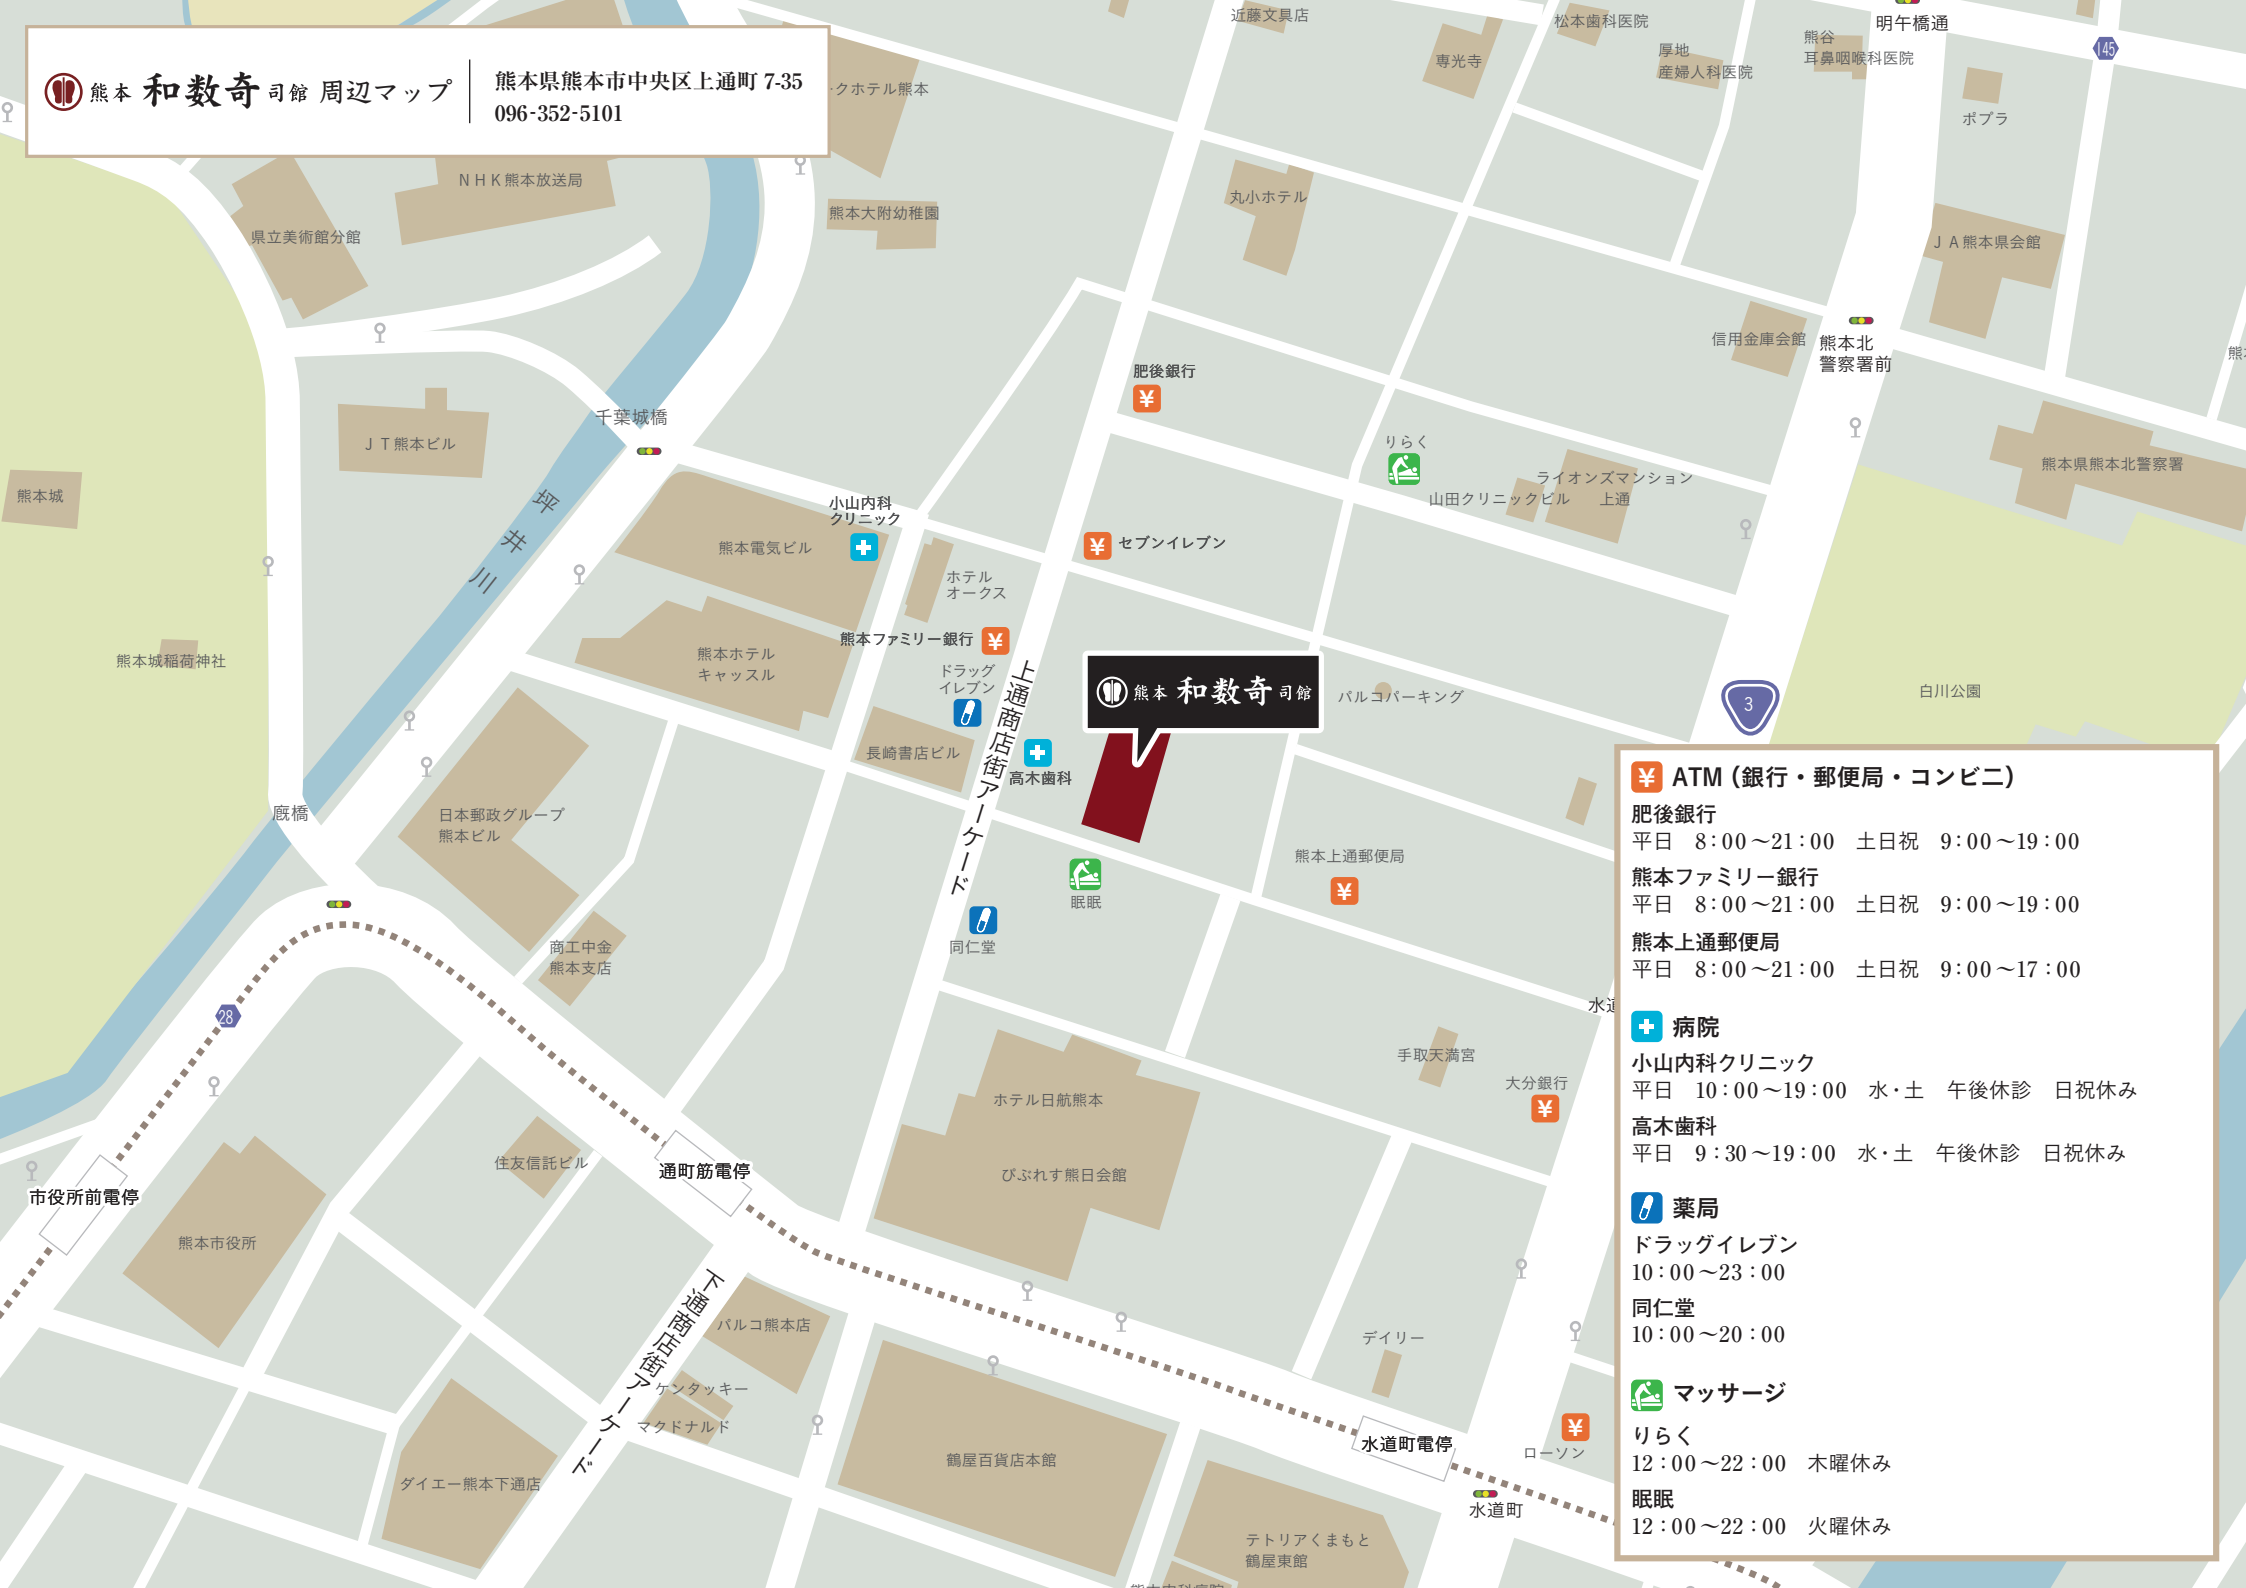 熊本 和数奇 司館 周辺マップ
熊本県熊本市中央区上通町 7-35
096-352-5101
近藤文具店
松本歯科医院
明午橋通
専光寺
厚地
産婦人科医院
熊谷
耳鼻咽喉科医院
145
クホテル熊本
ポプラ
NHK熊本放送局
県立美術館分館
熊本大附幼稚園
丸小ホテル
JA熊本県会館
信用金庫会館
熊本北
警察署前
肥後銀行
千葉城橋
JT熊本ビル
りらく
ライオンズマンション
上通
山田クリニックビル
熊本県熊本北警察署
熊本城
坪井川
小山内科
クリニック
熊本電気ビル
セブンイレブン
ホテル
オークス
熊本ファミリー銀行
熊本城稲荷神社
熊本ホテル
キャッスル
ドラッグ
イレブン
上通商店街アーケード
熊本 和数奇 司館
パルコパーキング
白川公園
3
長崎書店ビル
高木歯科
廐橋
日本郵政グループ
熊本ビル
熊本上通郵便局
眠眠
同仁堂
商工中金
熊本支店
28
水道
手取天満宮
大分銀行
ホテル日航熊本
びぷれす熊日会館
住友信託ビル
通町筋電停
市役所前電停
熊本市役所
下通商店街アーケード
パルコ熊本店
ケンタッキー
マクドナルド
デイリー
鶴屋百貨店本館
水道町電停
ローソン
ダイエー熊本下通店
水道町
テトリアくまもと
鶴屋東館
ATM（銀行・郵便局・コンビニ）
肥後銀行
平日 8:00～21:00 土日祝 9:00～19:00
熊本ファミリー銀行
平日 8:00～21:00 土日祝 9:00～19:00
熊本上通郵便局
平日 8:00～21:00 土日祝 9:00～17:00
病院
小山内科クリニック
平日 10:00～19:00 水・土 午後休診 日祝休み
高木歯科
平日 9:30～19:00 水・土 午後休診 日祝休み
薬局
ドラッグイレブン
10:00～23:00
同仁堂
10:00～20:00
マッサージ
りらく
12:00～22:00 木曜休み
眠眠
12:00～22:00 火曜休み